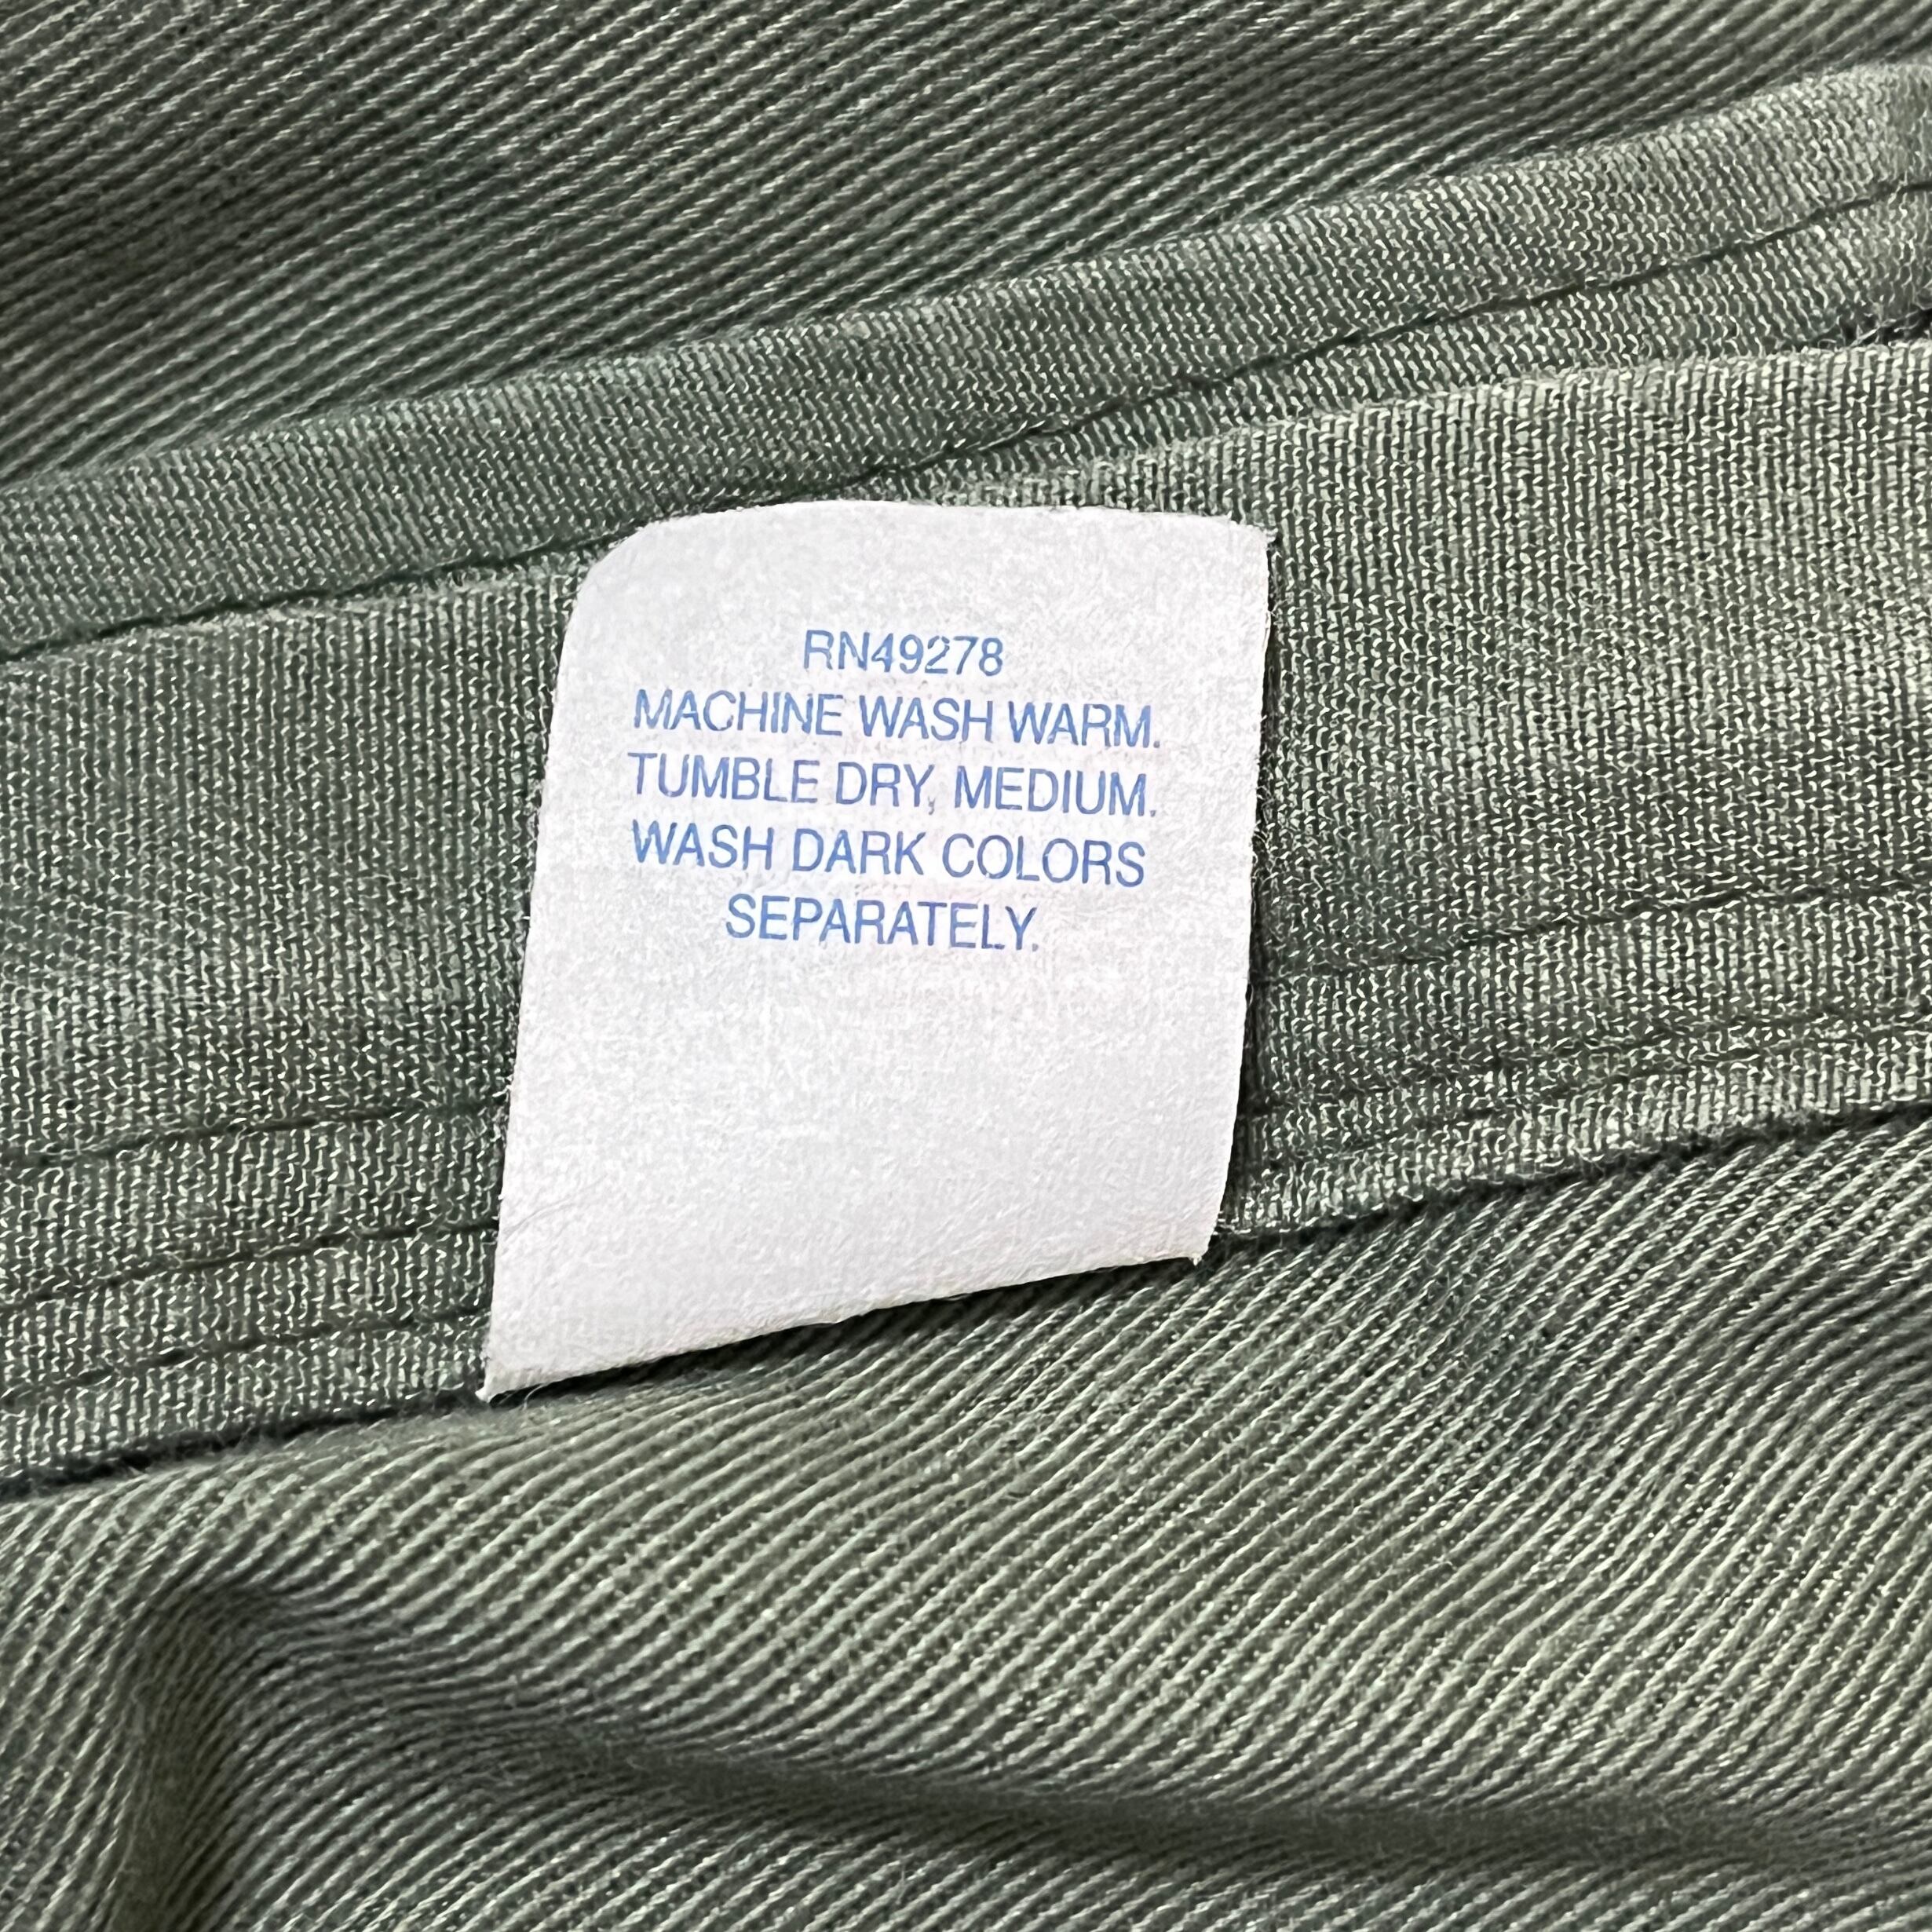 RN49278
MACHINE WASH WARM.
TUMBLE DRY, MEDIUM.
WASH DARK COLORS
SEPARATELY.